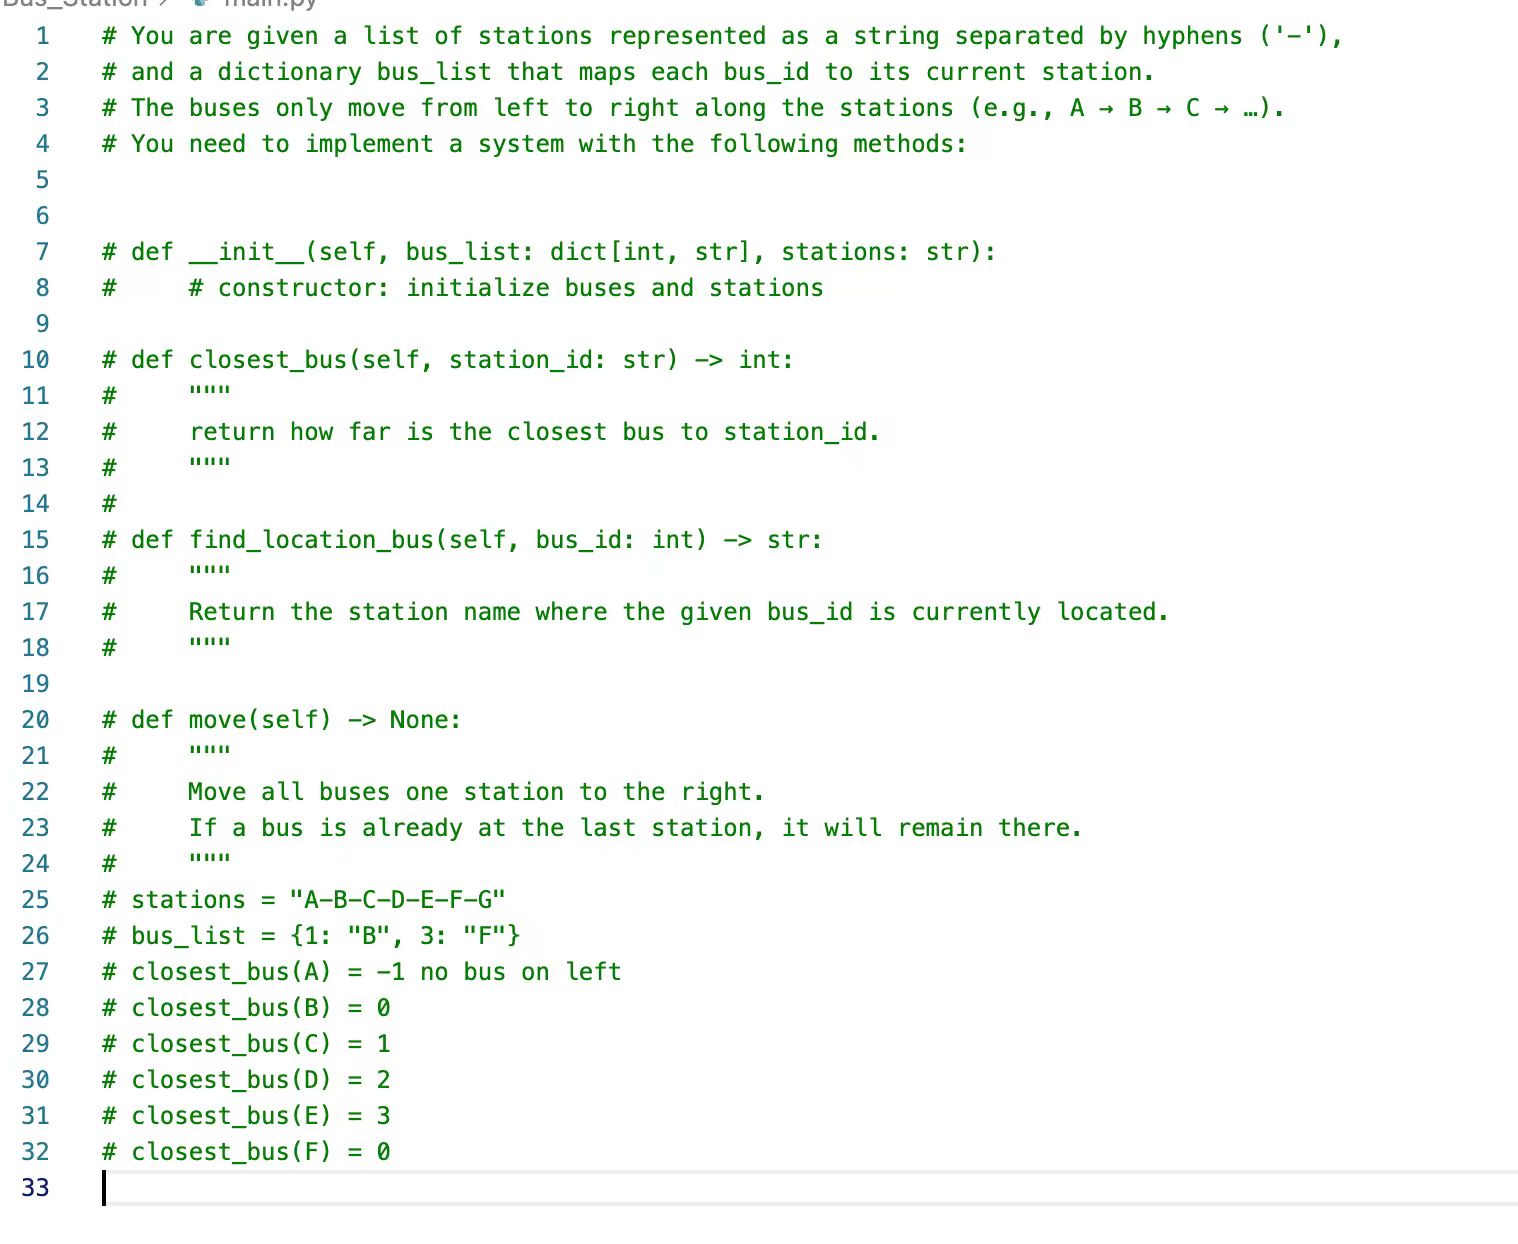 Bus_Station > main.py
1 # You are given a list of stations represented as a string separated by hyphens ('-'),
2 # and a dictionary bus_list that maps each bus_id to its current station.
3 # The buses only move from left to right along the stations (e.g., A → B → C → …).
4 # You need to implement a system with the following methods:
5
6
7 # def __init__(self, bus_list: dict[int, str], stations: str):
8 #     # constructor: initialize buses and stations
9
10 # def closest_bus(self, station_id: str) -> int:
11 #     """
12 #     return how far is the closest bus to station_id.
13 #     """
14 #
15 # def find_location_bus(self, bus_id: int) -> str:
16 #     """
17 #     Return the station name where the given bus_id is currently located.
18 #     """
19
20 # def move(self) -> None:
21 #     """
22 #     Move all buses one station to the right.
23 #     If a bus is already at the last station, it will remain there.
24 #     """
25 # stations = "A-B-C-D-E-F-G"
26 # bus_list = {1: "B", 3: "F"}
27 # closest_bus(A) = -1 no bus on left
28 # closest_bus(B) = 0
29 # closest_bus(C) = 1
30 # closest_bus(D) = 2
31 # closest_bus(E) = 3
32 # closest_bus(F) = 0
33